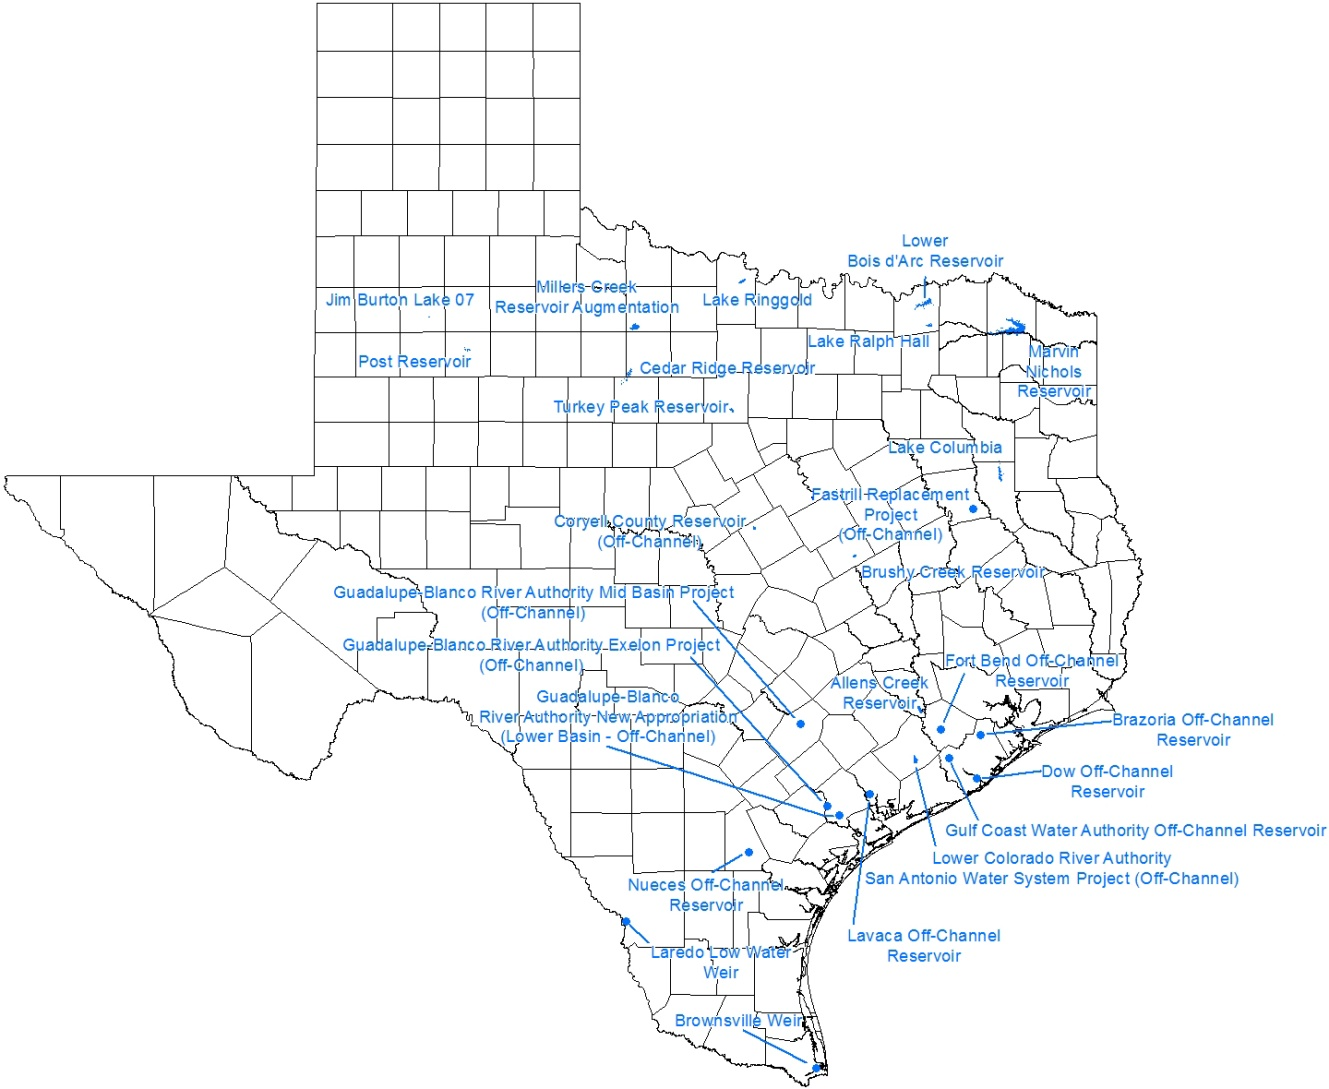 Lower
Bois d'Arc Reservoir
Jim Burton Lake 07
Millers Creek
Reservoir Augmentation
Lake Ringgold
Lake Ralph Hall
Marvin
Nichols
Reservoir
Post Reservoir
Cedar Ridge Reservoir
Turkey Peak Reservoir
Lake Columbia
Fastrill Replacement
Project
(Off-Channel)
Coryell County Reservoir
(Off-Channel)
Brushy Creek Reservoir
Guadalupe-Blanco River Authority Mid Basin Project
(Off-Channel)
Guadalupe-Blanco River Authority Exelon Project
(Off-Channel)
Fort Bend Off-Channel
Reservoir
Allens Creek
Reservoir
Guadalupe-Blanco
River Authority New Appropriation
(Lower Basin - Off-Channel)
Brazoria Off-Channel
Reservoir
Dow Off-Channel
Reservoir
Gulf Coast Water Authority Off-Channel Reservoir
Lower Colorado River Authority
San Antonio Water System Project (Off-Channel)
Nueces Off-Channel
Reservoir
Lavaca Off-Channel
Reservoir
Laredo Low Water
Weir
Brownsville Weir